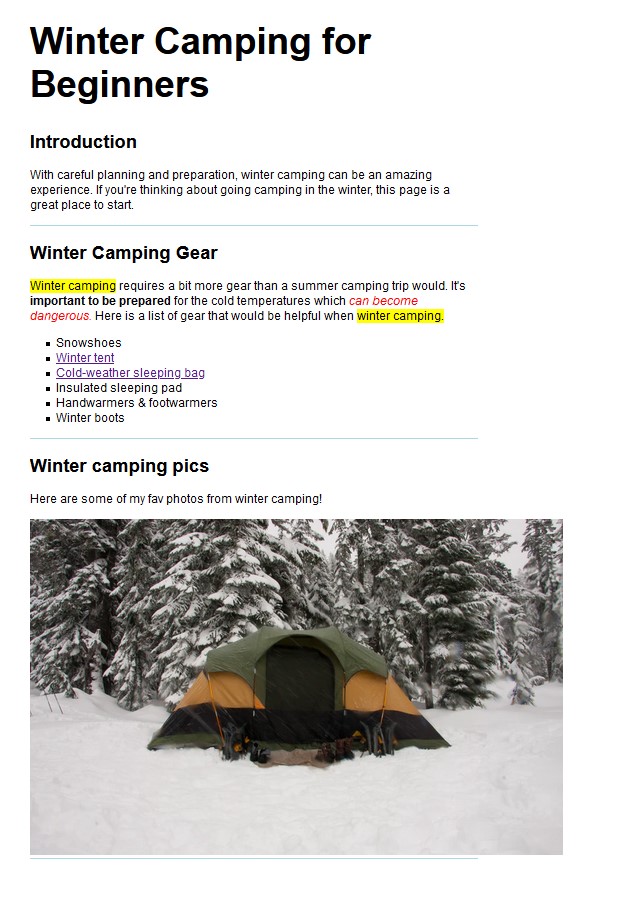 Winter Camping for
Beginners
Introduction
With careful planning and preparation, winter camping can be an amazing
experience. If you're thinking about going camping in the winter, this page is a
great place to start.
Winter Camping Gear
Winter camping requires a bit more gear than a summer camping trip would. It's
important to be prepared for the cold temperatures which can become
dangerous. Here is a list of gear that would be helpful when winter camping.
Snowshoes
Winter tent
Cold-weather sleeping bag
Insulated sleeping pad
Handwarmers & footwarmers
Winter boots
Winter camping pics
Here are some of my fav photos from winter camping!